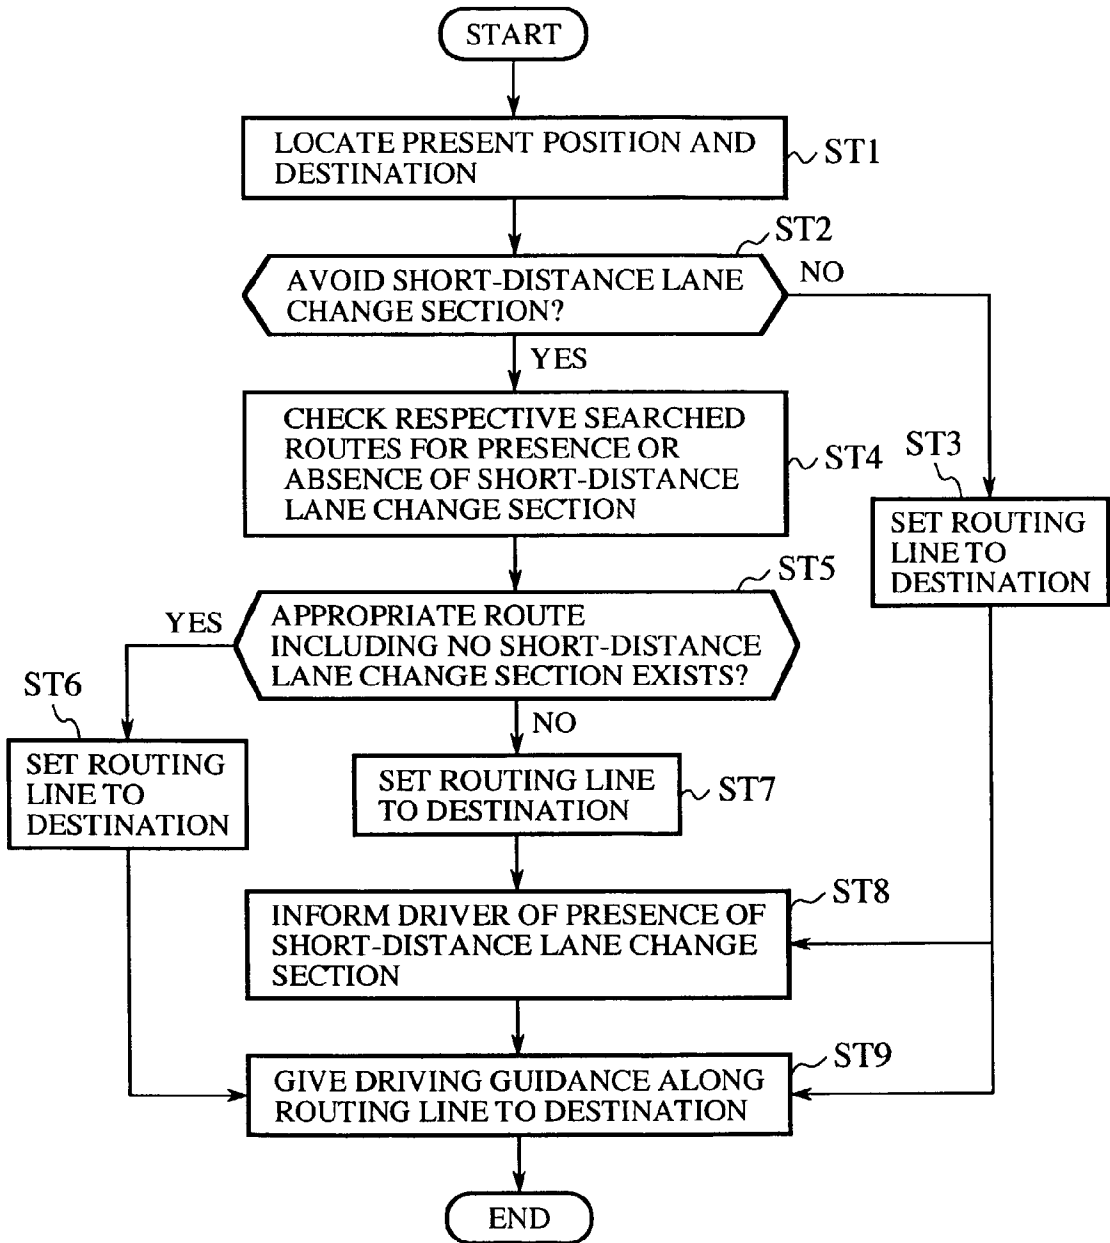 START
LOCATE PRESENT POSITION AND
DESTINATION
ST1
ST2
AVOID SHORT-DISTANCE LANE
CHANGE SECTION?
NO
YES
CHECK RESPECTIVE SEARCHED
ROUTES FOR PRESENCE OR
ABSENCE OF SHORT-DISTANCE
LANE CHANGE SECTION
ST4
ST3
SET ROUTING
LINE TO
DESTINATION
ST5
APPROPRIATE ROUTE
INCLUDING NO SHORT-DISTANCE
LANE CHANGE SECTION EXISTS?
YES
NO
ST6
SET ROUTING
LINE TO
DESTINATION
SET ROUTING LINE
TO DESTINATION
ST7
INFORM DRIVER OF PRESENCE OF
SHORT-DISTANCE LANE CHANGE
SECTION
ST8
GIVE DRIVING GUIDANCE ALONG
ROUTING LINE TO DESTINATION
ST9
END